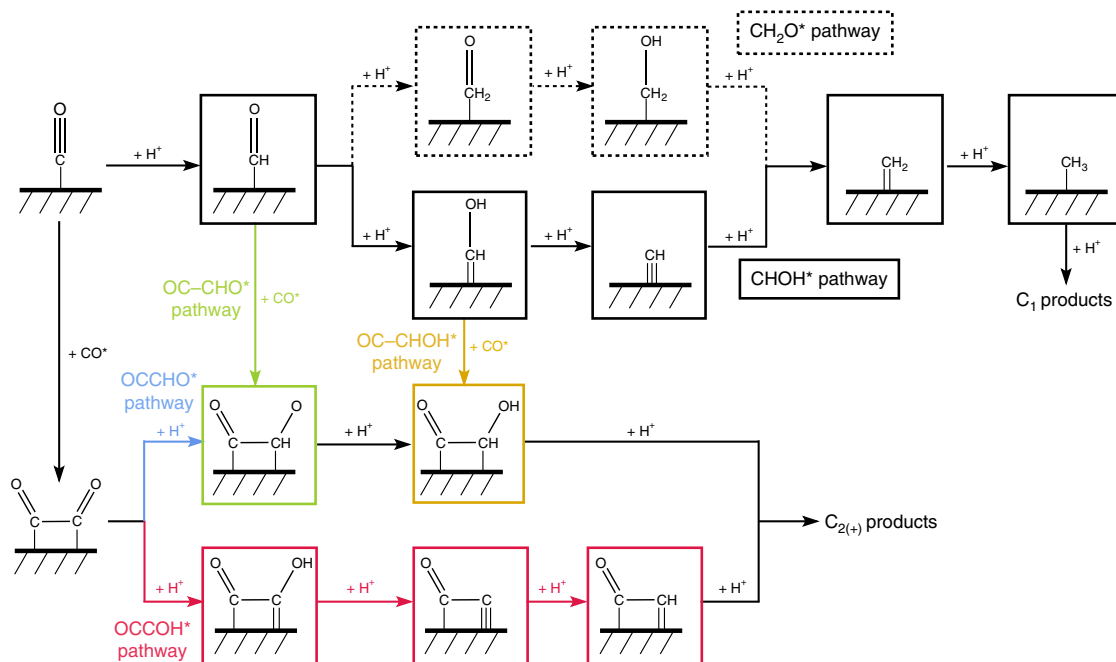 O
OH
CH₂O* pathway
+ H⁺
+ H⁺
+ H⁺
CH₂
CH₂
O
C
+ H⁺
O
CH
CH₂
+ H⁺
CH₃
OH
+ H⁺
CH
+ H⁺
CH
+ H⁺
CHOH* pathway
+ H⁺
C₁ products
OC–CHO*
pathway
+ CO*
OC–CHOH*
pathway
+ CO*
+ CO*
OCCHO*
pathway
+ H⁺
O
O
C
CH
+ H⁺
O
OH
C
CH
+ H⁺
O
O
C
C
C₂₍₊₎ products
+ H⁺
OCCOH*
pathway
O
OH
C
C
+ H⁺
O
C
C
+ H⁺
O
C
CH
+ H⁺